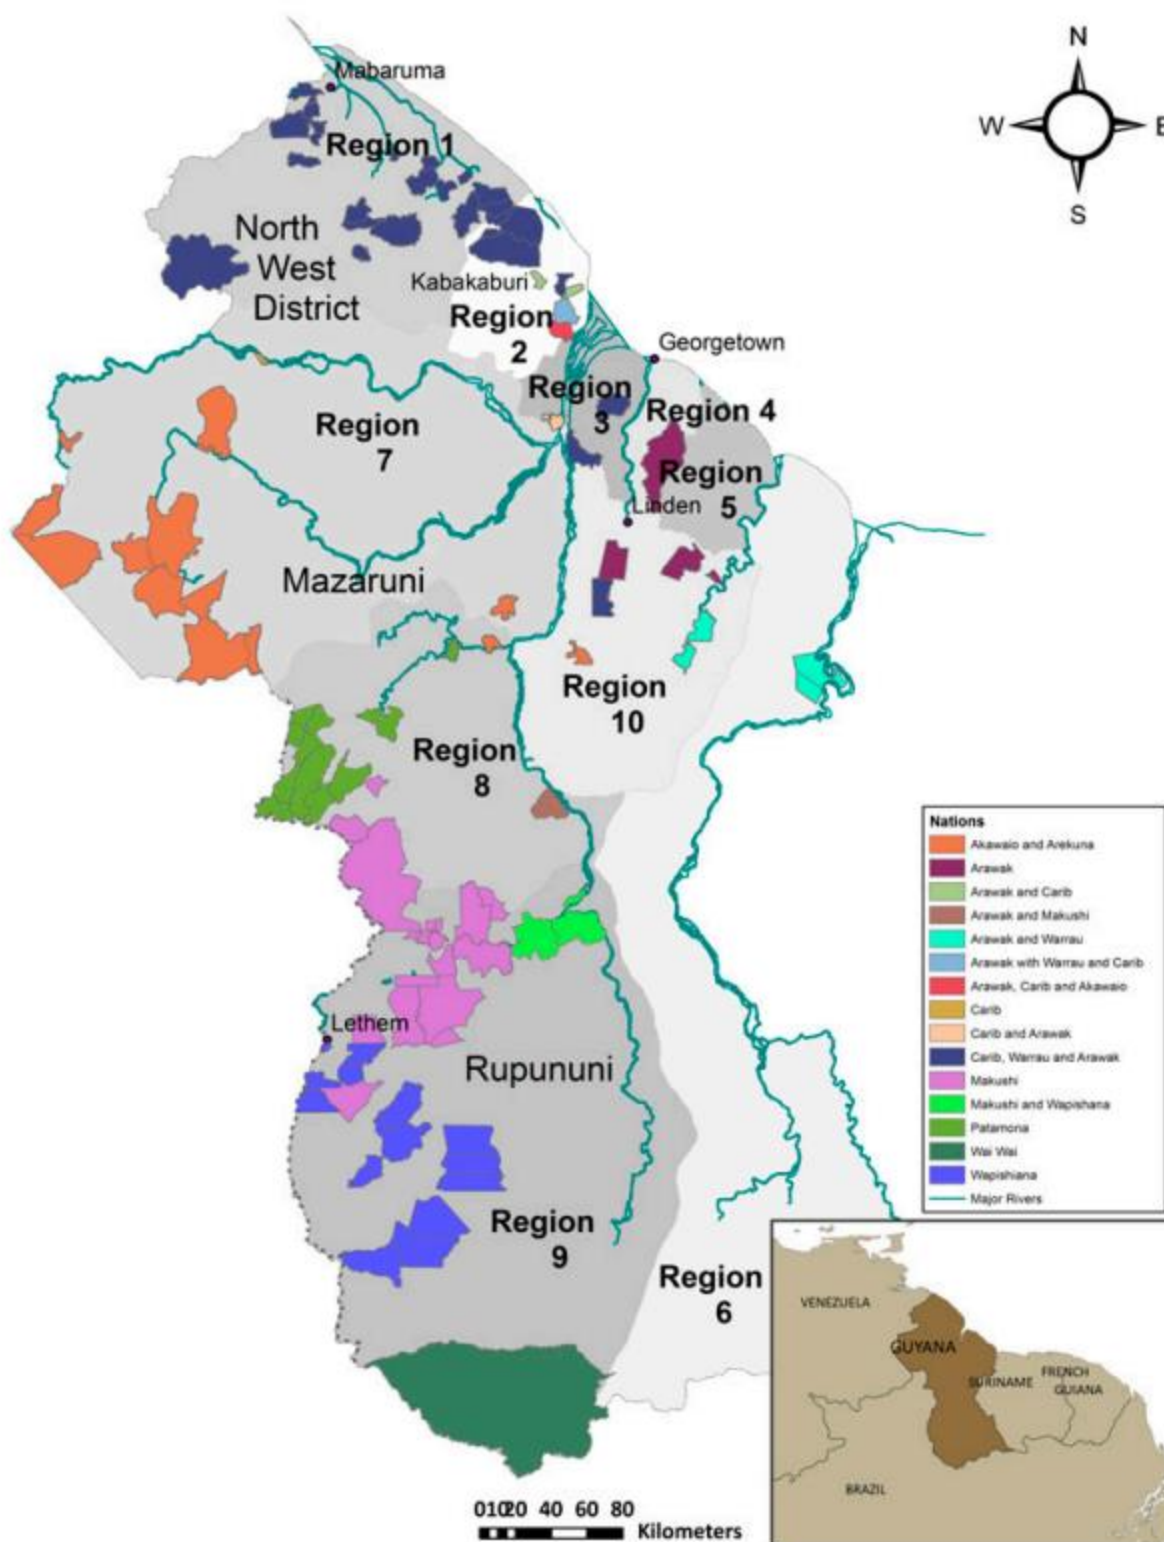 N
W
E
S
Mabaruma
Region 1
North
West
District
Kabakaburi
Region
2
Georgetown
Region
3
Region 4
Region
7
Region
5
Linden
Mazaruni
Region
10
Region
8
Lethem
Rupununi
Region
9
Region
6
Nations
Akawaio and Arekuna
Arawak
Arawak and Carib
Arawak and Makushi
Arawak and Warrau
Arawak with Warrau and Carib
Arawak, Carib and Akawaio
Carib
Carib and Arawak
Carib, Warrau and Arawak
Makushi
Makushi and Wapishana
Patamona
Wai Wai
Wapishiana
Major Rivers
VENEZUELA
GUYANA
SURINAME
FRENCH
GUIANA
BRAZIL
01020 40 60 80
Kilometers